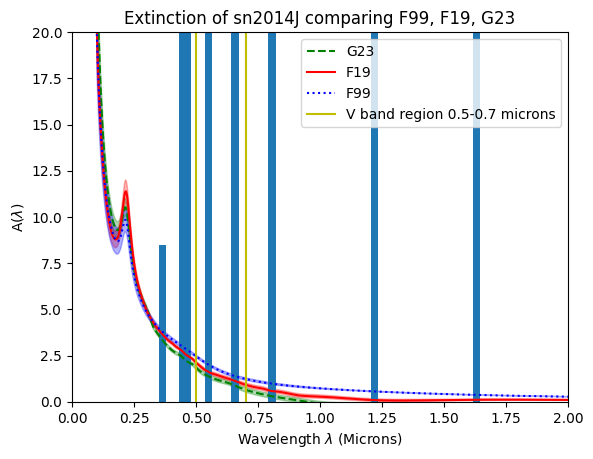 Extinction of sn2014J comparing F99, F19, G23
20.0
17.5
15.0
12.5
10.0
7.5
5.0
2.5
0.0
A(λ)
G23
F19
F99
V band region 0.5-0.7 microns
0.00 0.25 0.50 0.75 1.00 1.25 1.50 1.75 2.00
Wavelength λ (Microns)